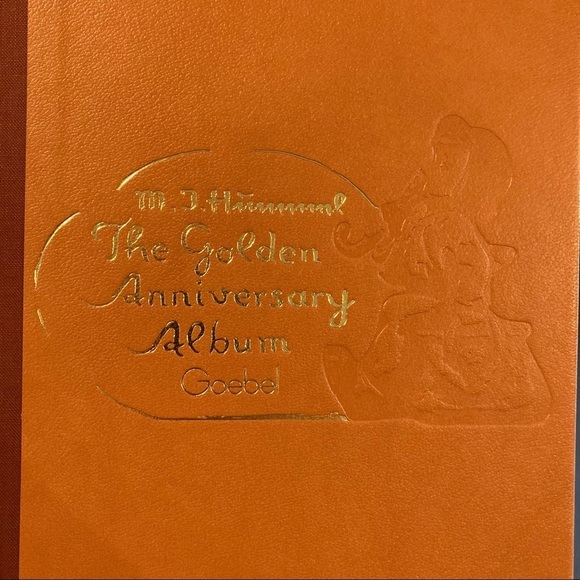 M. I. Hummel
The Golden
Anniversary
Album
Goebel